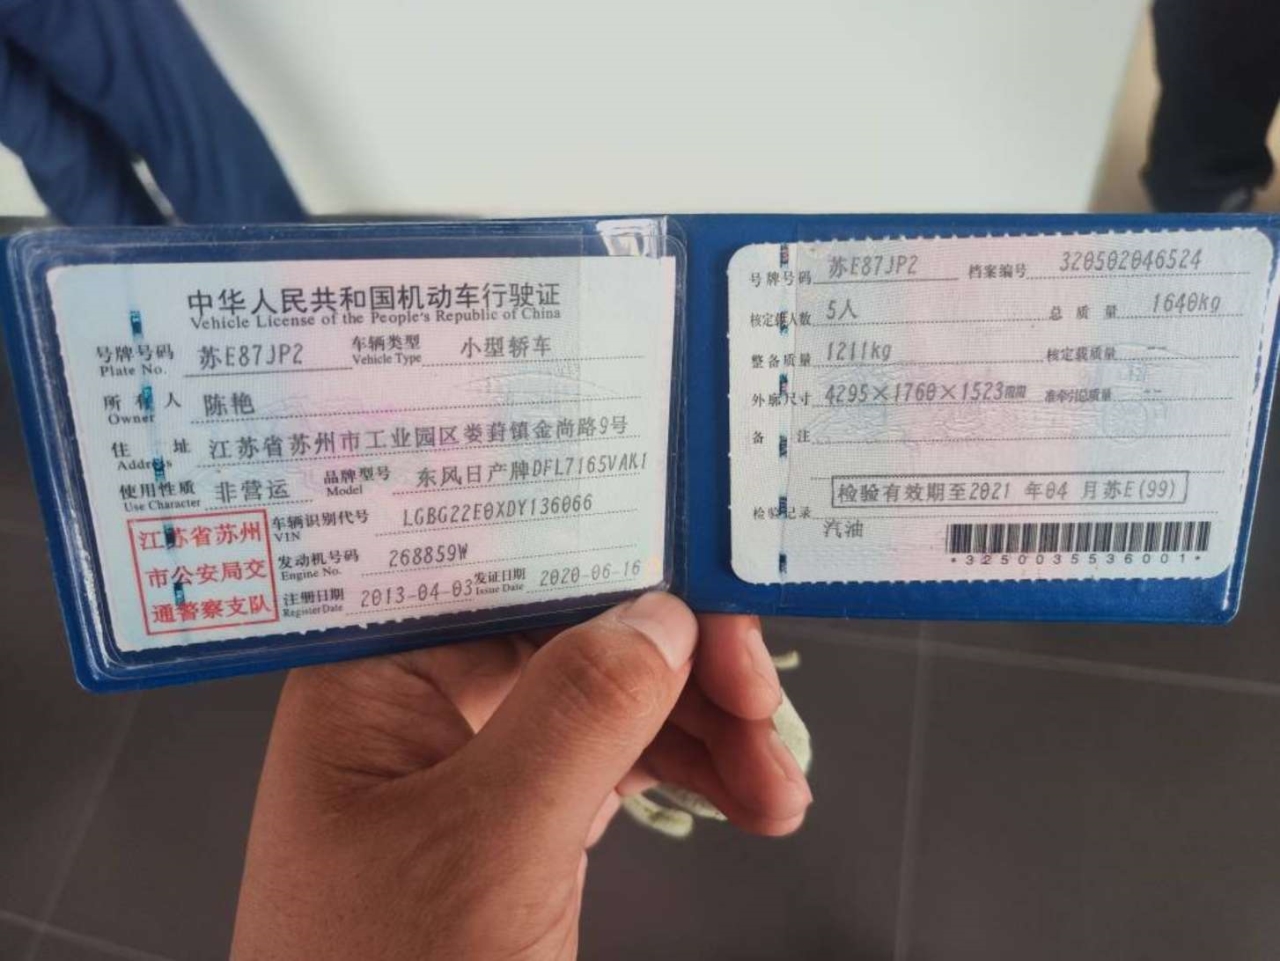 中华人民共和国机动车行驶证
Vehicle License of the People's Republic of China
号牌号码 苏E87JP2 车辆类型 小型轿车
Plate No. Vehicle Type
所有人 陈艳
Owner
住址 江苏省苏州市工业园区娄葑镇金尚路9号
Address
使用性质 非营运 品牌型号 东风日产牌DFL7165VAK1
Use Character Model
江苏省苏州
市公安局交
通警察支队
车辆识别代号 LGBG22E0XDY136066
VIN
发动机号码 268859W
Engine No.
注册日期 2013-04-03 发证日期 2020-06-16
Register Date Issue Date
号牌号码 苏E87JP2 档案编号 320502046524
核定载人数 5人 总质量 1640kg
整备质量 1211kg 核定载质量 --
外廓尺寸 4295×1760×1523mm 准牵引总质量 --
备注
检验有效期至2021 年04 月苏E(99)
检验记录
汽油
*3250035536001*